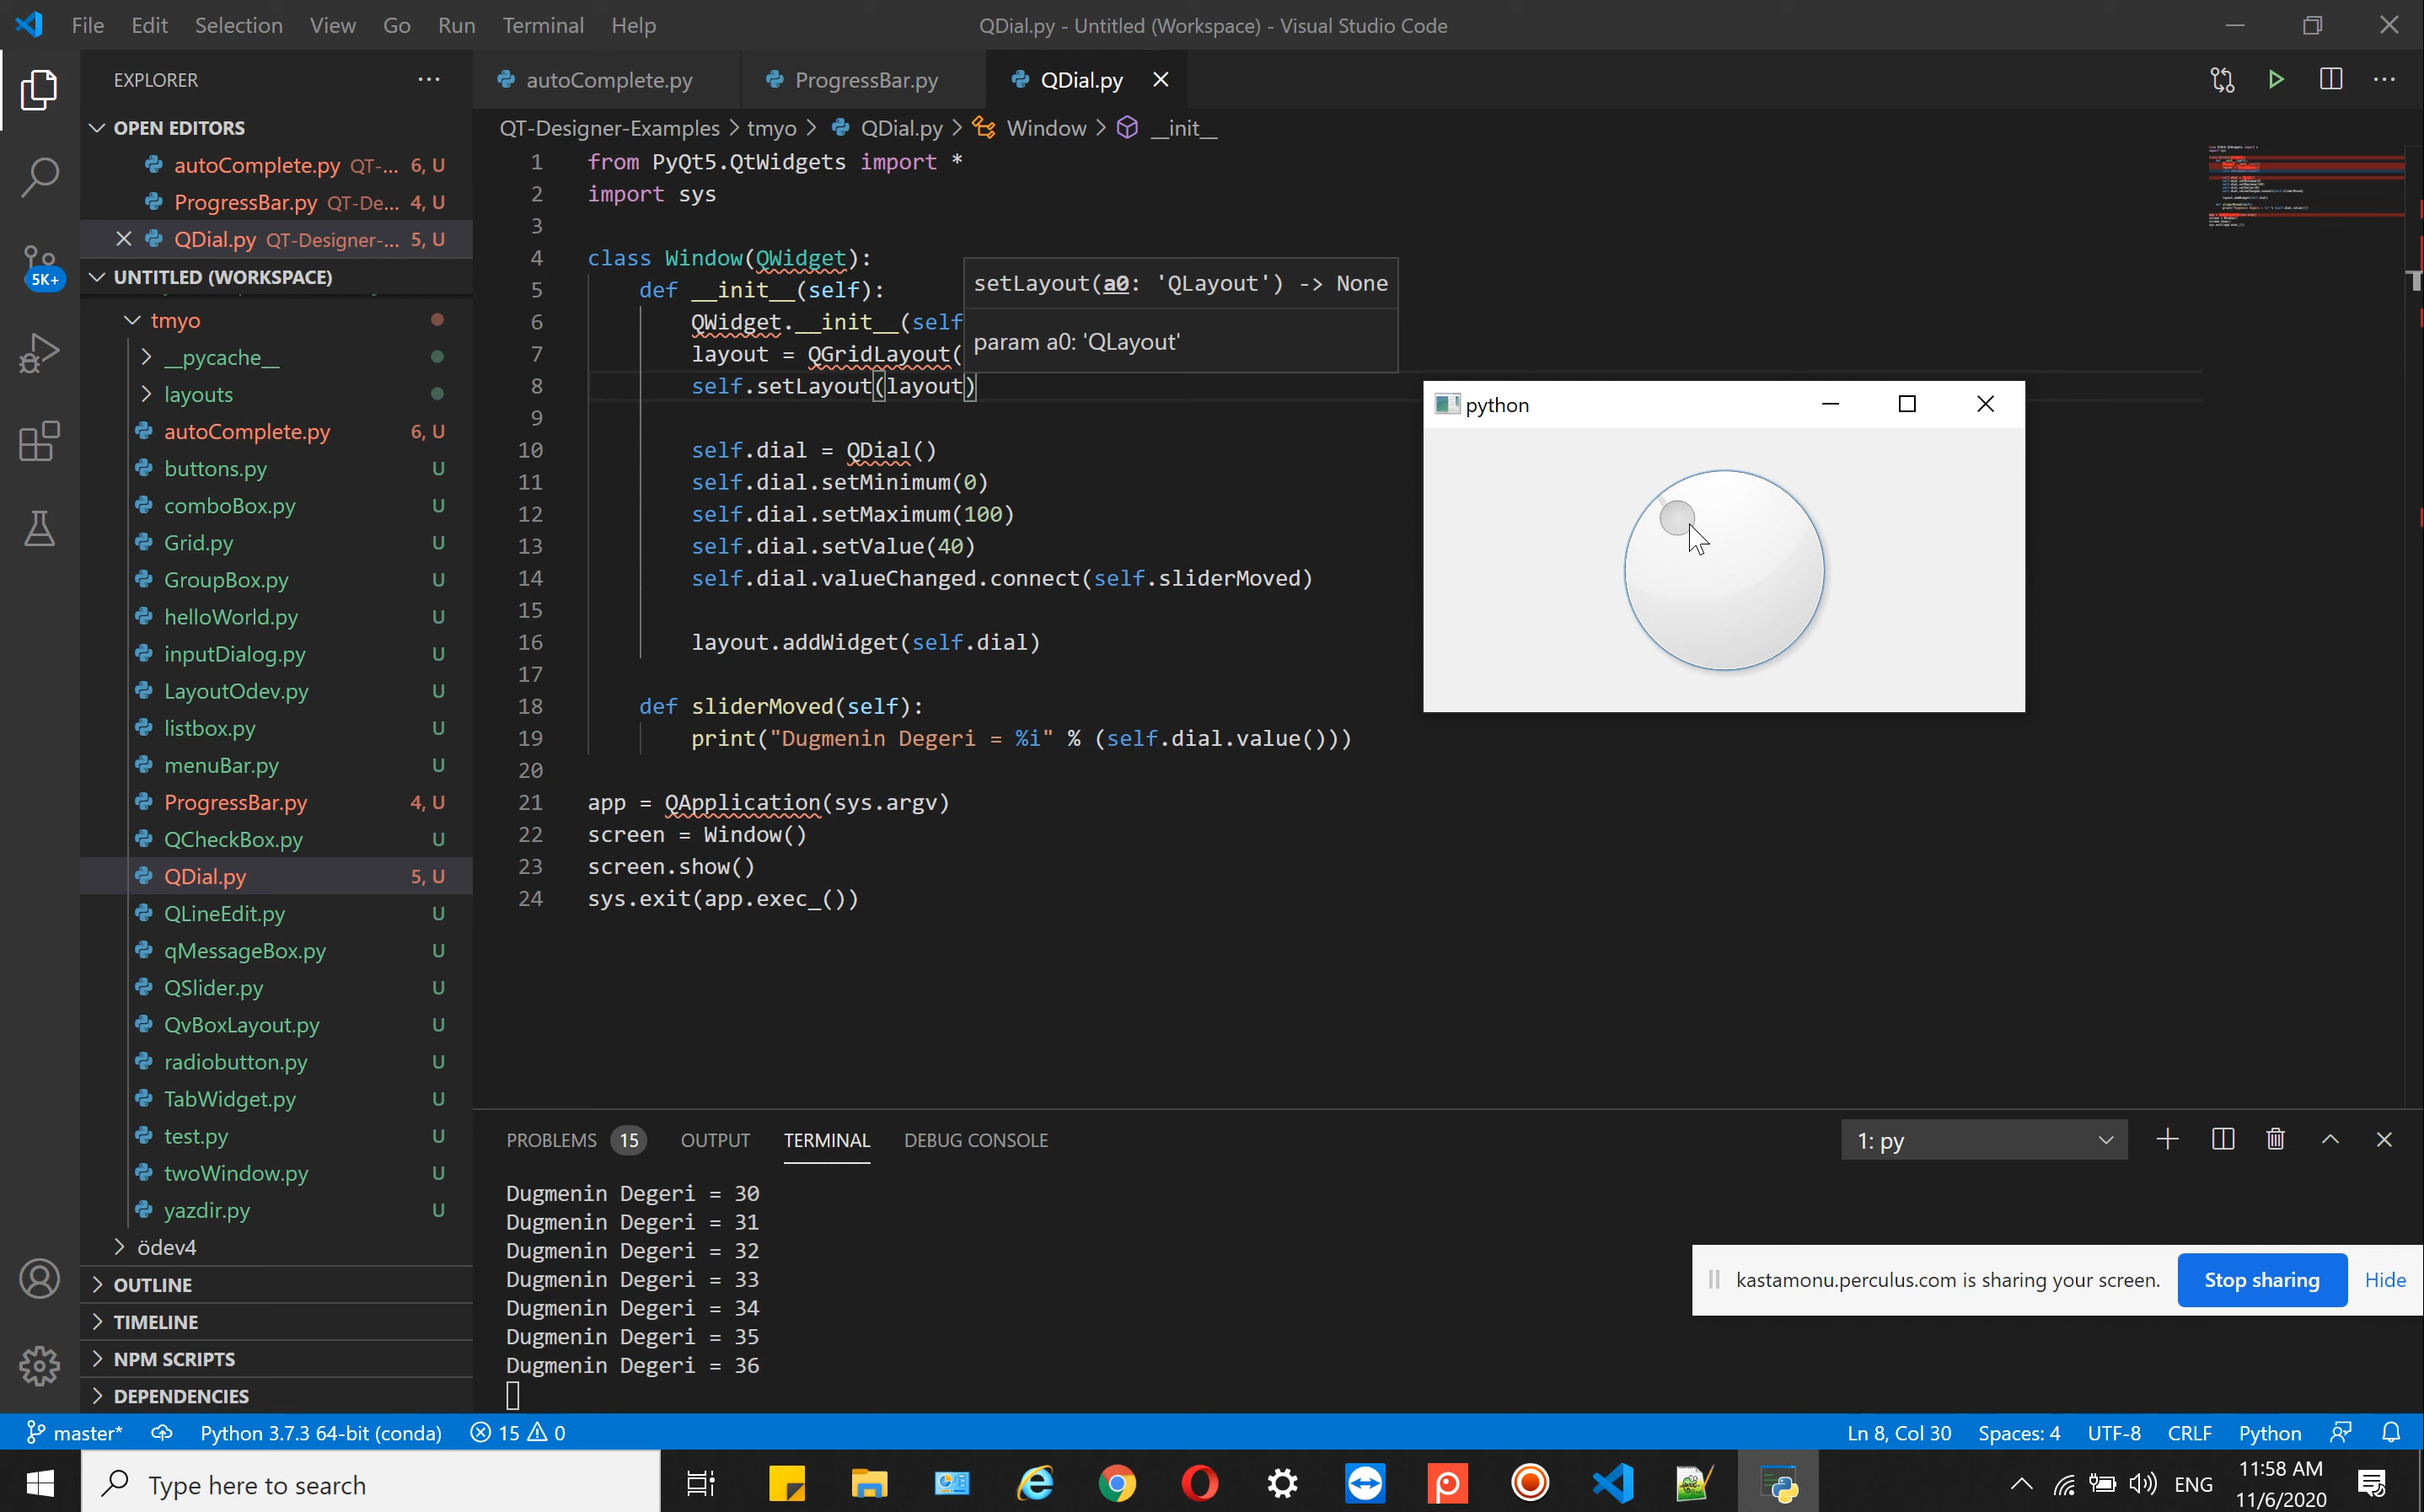 File Edit Selection View Go Run Terminal Help
QDial.py - Untitled (Workspace) - Visual Studio Code
EXPLORER
OPEN EDITORS
autoComplete.py QT-... 6, U
ProgressBar.py QT-De... 4, U
QDial.py QT-Designer-... 5, U
UNTITLED (WORKSPACE)
tmyo
__pycache__
layouts
autoComplete.py 6, U
buttons.py U
comboBox.py U
Grid.py U
GroupBox.py U
helloWorld.py U
inputDialog.py U
LayoutOdev.py U
listbox.py U
menuBar.py U
ProgressBar.py 4, U
QCheckBox.py U
QDial.py 5, U
QLineEdit.py U
qMessageBox.py U
QSlider.py U
QvBoxLayout.py U
radiobutton.py U
TabWidget.py U
test.py U
twoWindow.py U
yazdir.py U
ödev4
OUTLINE
TIMELINE
NPM SCRIPTS
DEPENDENCIES
5K+
autoComplete.py ProgressBar.py QDial.py
QT-Designer-Examples > tmyo > QDial.py > Window > __init__
1 from PyQt5.QtWidgets import *
2 import sys
3
4 class Window(QWidget):
5 def __init__(self):
6 QWidget.__init__(self
7 layout = QGridLayout(
8 self.setLayout(layout)
9
10 self.dial = QDial()
11 self.dial.setMinimum(0)
12 self.dial.setMaximum(100)
13 self.dial.setValue(40)
14 self.dial.valueChanged.connect(self.sliderMoved)
15
16 layout.addWidget(self.dial)
17
18 def sliderMoved(self):
19 print("Dugmenin Degeri = %i" % (self.dial.value()))
20
21 app = QApplication(sys.argv)
22 screen = Window()
23 screen.show()
24 sys.exit(app.exec_())
setLayout(a0: 'QLayout') -> None
param a0: 'QLayout'
python
PROBLEMS 15 OUTPUT TERMINAL DEBUG CONSOLE
1: py
Dugmenin Degeri = 30
Dugmenin Degeri = 31
Dugmenin Degeri = 32
Dugmenin Degeri = 33
Dugmenin Degeri = 34
Dugmenin Degeri = 35
Dugmenin Degeri = 36
kastamonu.perculus.com is sharing your screen. Stop sharing Hide
master* Python 3.7.3 64-bit (conda) 15 0
Ln 8, Col 30 Spaces: 4 UTF-8 CRLF Python
Type here to search
ENG
11:58 AM
11/6/2020